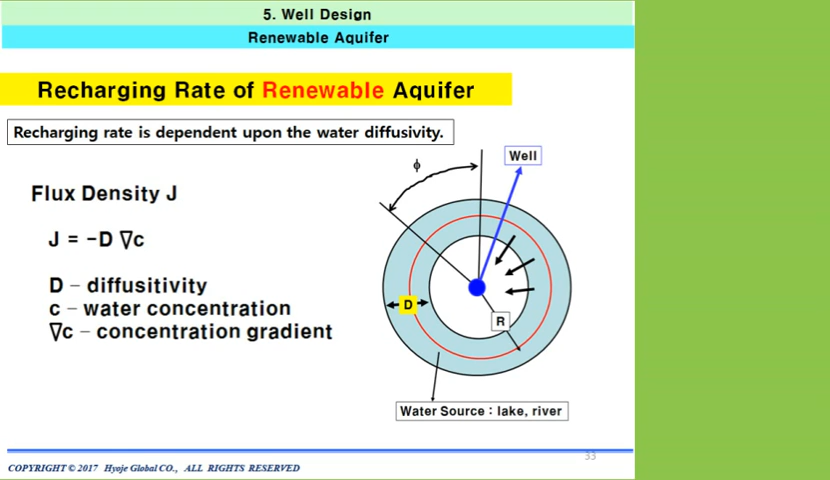 5. Well Design
Renewable Aquifer
Recharging Rate of Renewable Aquifer
Recharging rate is dependent upon the water diffusivity.
Flux Density J
J = -D ∇c
D - diffusitivity
c - water concentration
∇c - concentration gradient
ϕ
Well
D
R
Water Source : lake, river
33
COPYRIGHT © 2017 Hyoje Global CO., ALL RIGHTS RESERVED